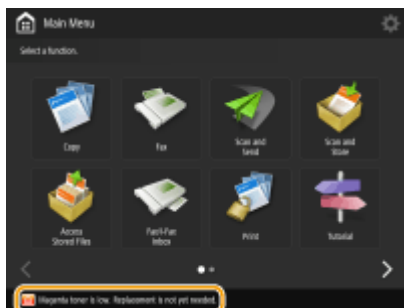 Main Menu
Select a function.
Copy
Fax
Scan and
Send
Scan and
Store
Access
Stored Files
Fax/I-Fax
Inbox
Print
Tutorial
Magenta toner is low. Replacement is not yet needed.